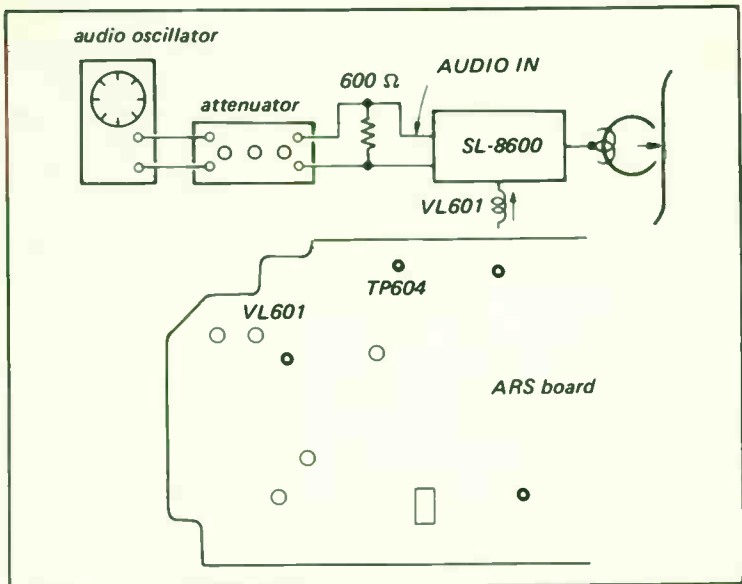 audio oscillator
attenuator
600 Ω
AUDIO IN
SL-8600
VL601
TP604
VL601
ARS board